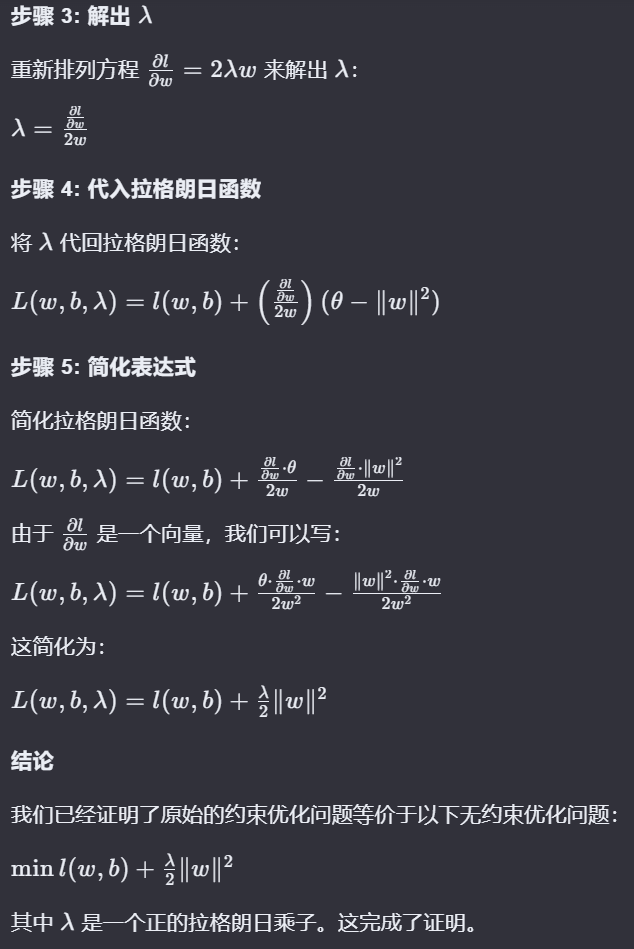 步骤 3: 解出 λ
重新排列方程 $\frac{\partial l}{\partial w} = 2\lambda w$ 来解出 λ:
$\lambda = \frac{\frac{\partial l}{\partial w}}{2w}$
步骤 4: 代入拉格朗日函数
将 λ 代回拉格朗日函数:
$L(w, b, \lambda) = l(w, b) + \left( \frac{\frac{\partial l}{\partial w}}{2w} \right) (\theta - \|w\|^2)$
步骤 5: 简化表达式
简化拉格朗日函数:
$L(w, b, \lambda) = l(w, b) + \frac{\frac{\partial l}{\partial w} \cdot \theta}{2w} - \frac{\frac{\partial l}{\partial w} \cdot \|w\|^2}{2w}$
由于 $\frac{\partial l}{\partial w}$ 是一个向量，我们可以写:
$L(w, b, \lambda) = l(w, b) + \frac{\theta \cdot \frac{\partial l}{\partial w} \cdot w}{2w^2} - \frac{\|w\|^2 \cdot \frac{\partial l}{\partial w} \cdot w}{2w^2}$
这简化为:
$L(w, b, \lambda) = l(w, b) + \frac{\lambda}{2} \|w\|^2$
结论
我们已经证明了原始的约束优化问题等价于以下无约束优化问题:
$\min l(w, b) + \frac{\lambda}{2} \|w\|^2$
其中 λ 是一个正的拉格朗日乘子。这完成了证明。